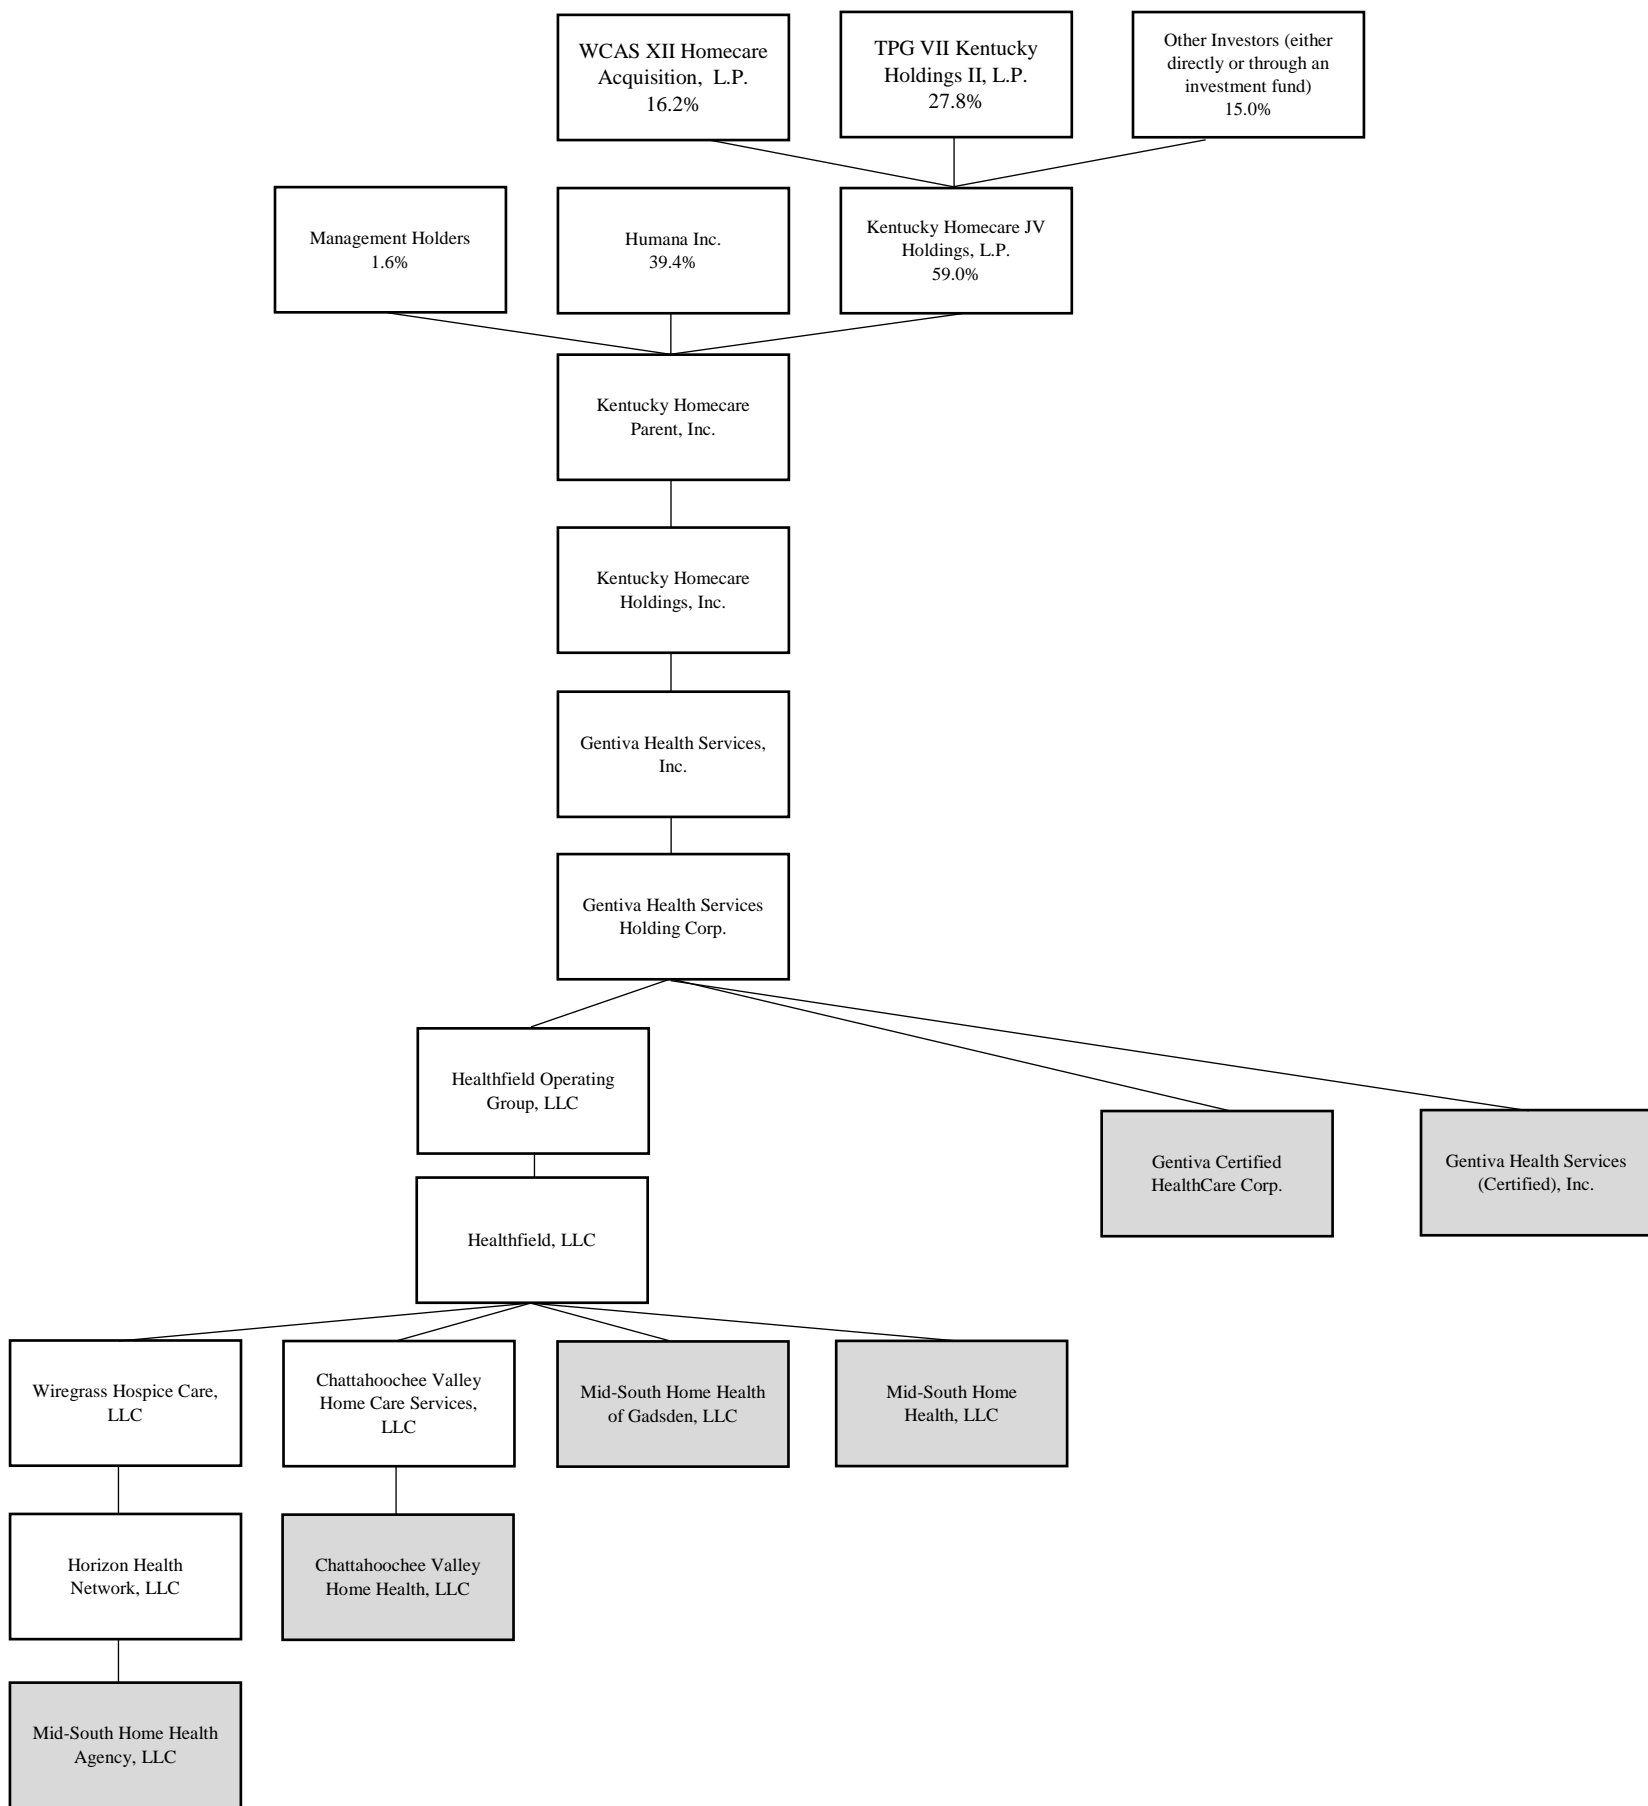 WCAS XII Homecare
Acquisition, L.P.
16.2%
TPG VII Kentucky
Holdings II, L.P.
27.8%
Other Investors (either
directly or through an
investment fund)
15.0%
Management Holders
1.6%
Humana Inc.
39.4%
Kentucky Homecare JV
Holdings, L.P.
59.0%
Kentucky Homecare
Parent, Inc.
Kentucky Homecare
Holdings, Inc.
Gentiva Health Services,
Inc.
Gentiva Health Services
Holding Corp.
Healthfield Operating
Group, LLC
Gentiva Certified
HealthCare Corp.
Gentiva Health Services
(Certified), Inc.
Healthfield, LLC
Wiregrass Hospice Care,
LLC
Chattahoochee Valley
Home Care Services,
LLC
Mid-South Home Health
of Gadsden, LLC
Mid-South Home
Health, LLC
Horizon Health
Network, LLC
Chattahoochee Valley
Home Health, LLC
Mid-South Home Health
Agency, LLC